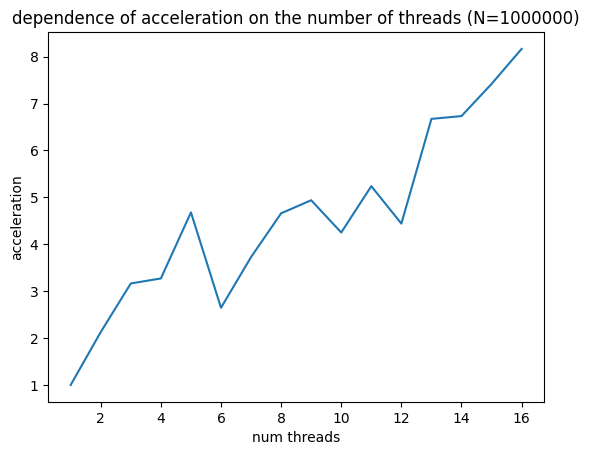 dependence of acceleration on the number of threads (N=1000000)
8
7
6
5
4
3
2
1
acceleration
2 4 6 8 10 12 14 16
num threads